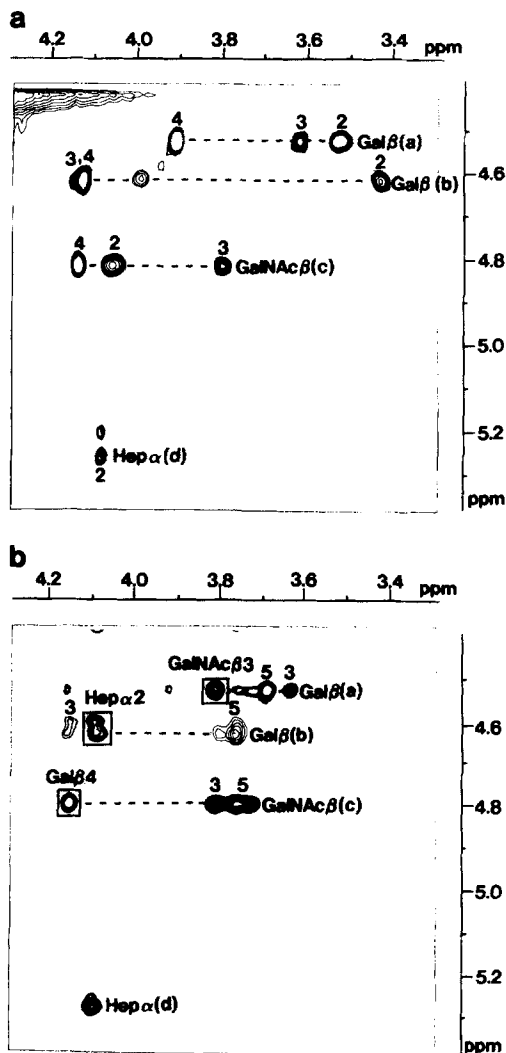 a
4.2 4.0 3.8 3.6 3.4 ppm
4 3 2 Galβ(a)
3,4 2 Galβ (b)
4.6
4 2 3 GalNAcβ(c)
4.8
5.0
5.2
Hepα(d)
2
ppm
b
4.2 4.0 3.8 3.6 3.4 ppm
GalNAcβ3
5 3 Galβ(a)
3 Hepα2 5 Galβ(b)
4.6
Galβ4
3 5 GalNAcβ(c)
4.8
5.0
5.2
Hepα(d)
ppm